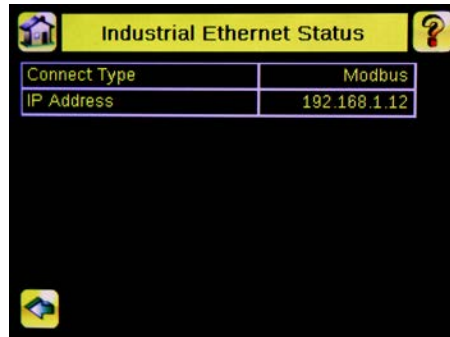 Industrial Ethernet Status
?
Connect Type Modbus
IP Address 192.168.1.12